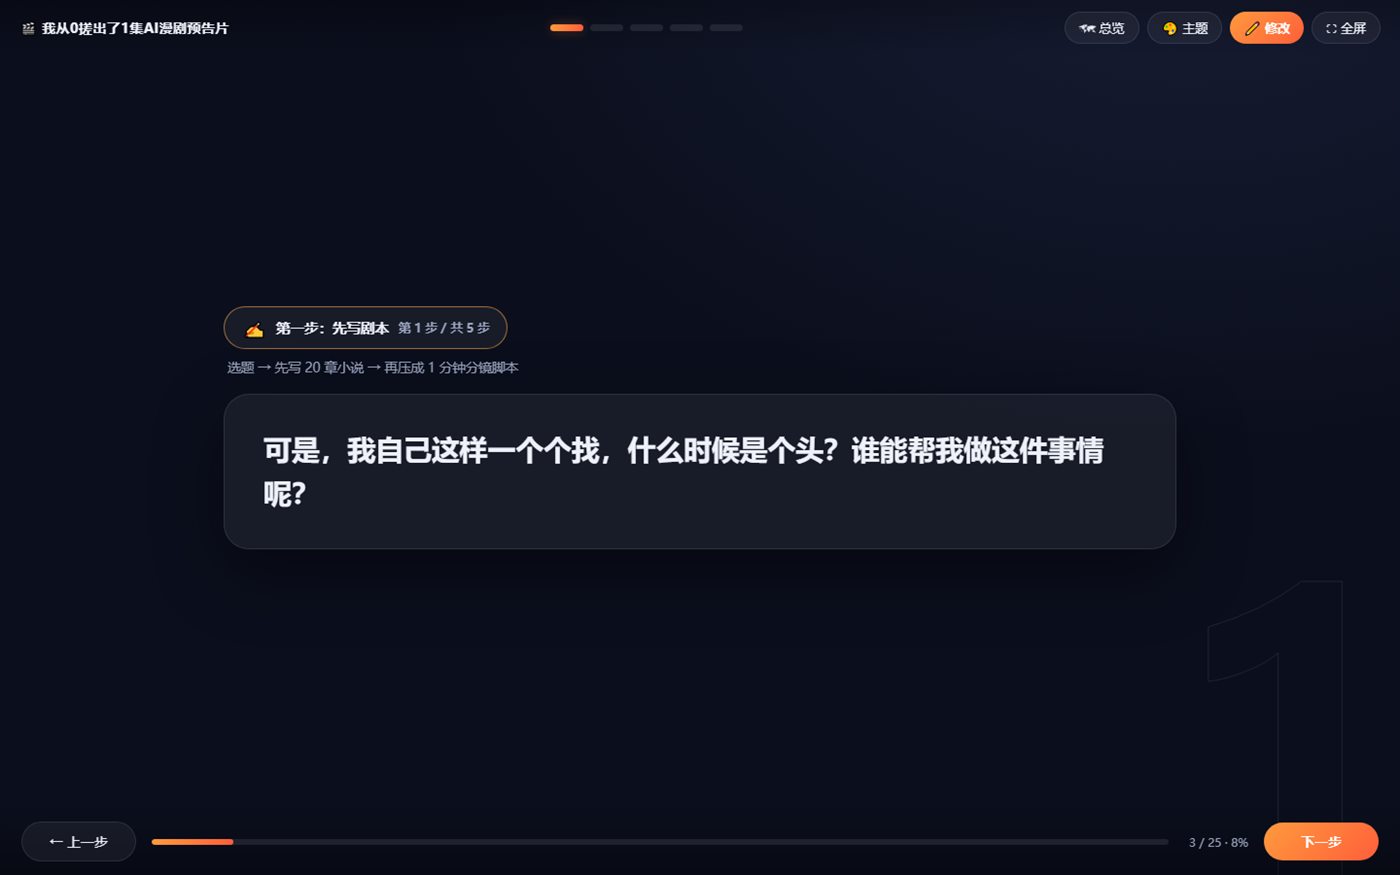 🎬 我从0搓出了1集AI漫剧预告片
🗺 总览
🎨 主题
✏️ 修改
⛶ 全屏
✍️ 第一步：先写剧本 第 1 步 / 共 5 步
选题 → 先写 20 章小说 → 再压成 1 分钟分镜脚本
可是，我自己这样一个个找，什么时候是个头？谁能帮我做这件事情
呢？
1
← 上一步
3 / 25 · 8%
下一步